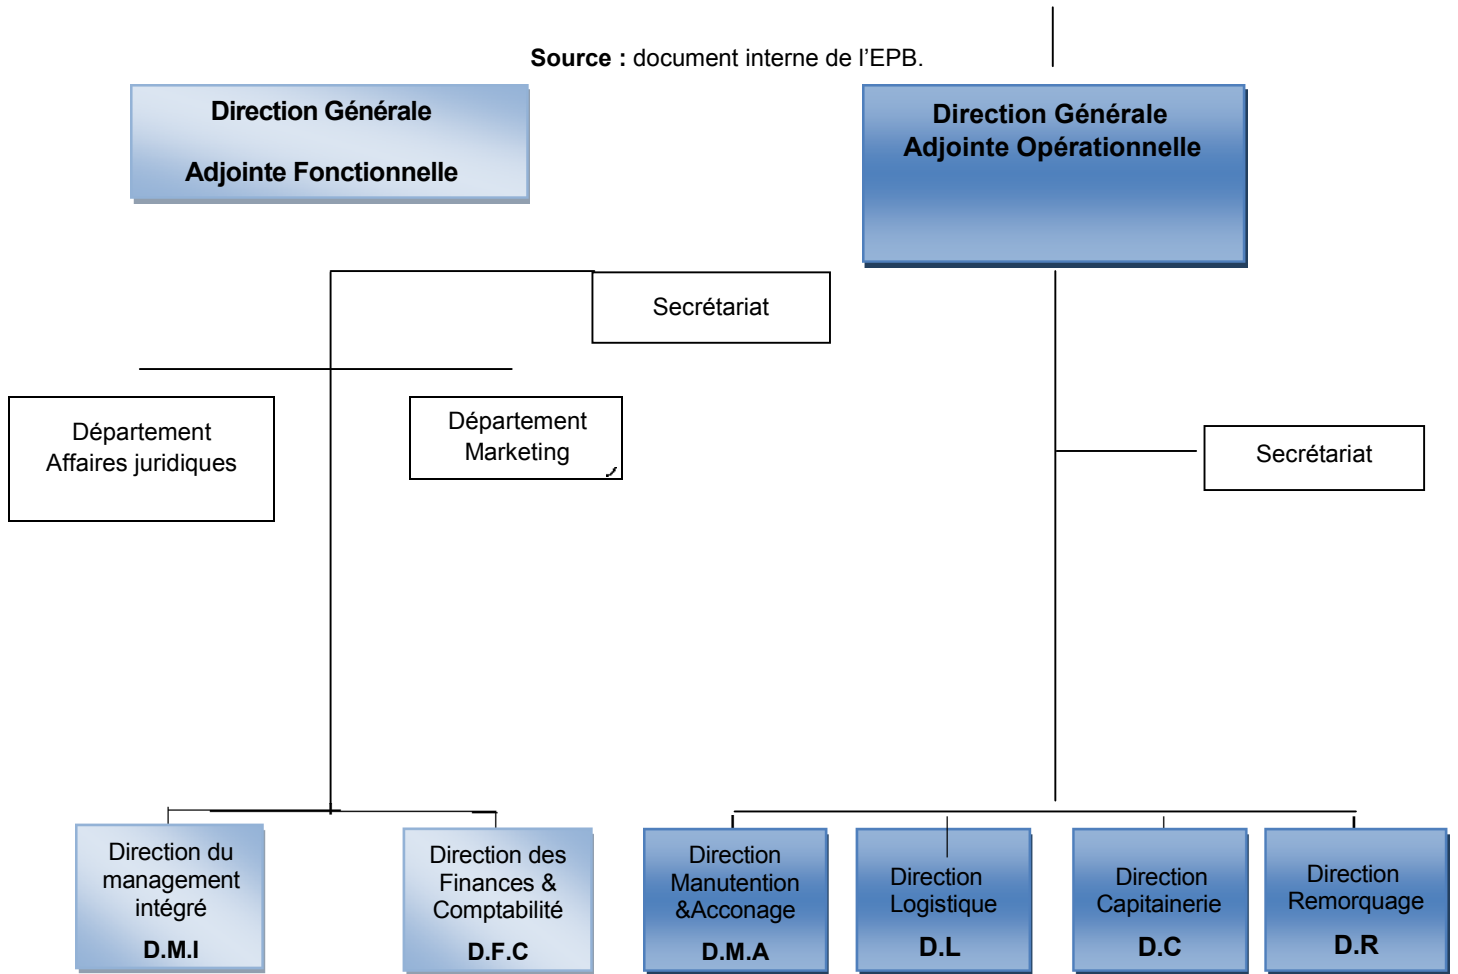 Source : document interne de l'EPB.
Direction Générale
Adjointe Fonctionnelle
Direction Générale
Adjointe Opérationnelle
Secrétariat
Département
Affaires juridiques
Département
Marketing
Secrétariat
Direction du
management
intégré
D.M.I
Direction des
Finances &
Comptabilité
D.F.C
Direction
Manutention
&Acconage
D.M.A
Direction
Logistique
D.L
Direction
Capitainerie
D.C
Direction
Remorquage
D.R